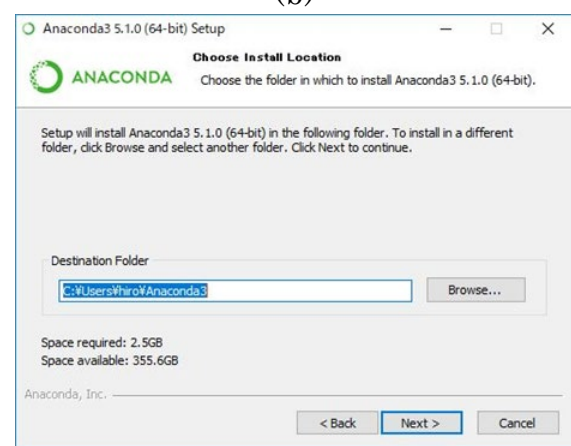 (b)
Anaconda3 5.1.0 (64-bit) Setup
ANACONDA
Choose Install Location
Choose the folder in which to install Anaconda3 5.1.0 (64-bit).
Setup will install Anaconda3 5.1.0 (64-bit) in the following folder. To install in a different
folder, click Browse and select another folder. Click Next to continue.
Destination Folder
C:¥Users¥hiro¥Anaconda3
Browse...
Space required: 2.5GB
Space available: 355.6GB
Anaconda, Inc.
< Back
Next >
Cancel